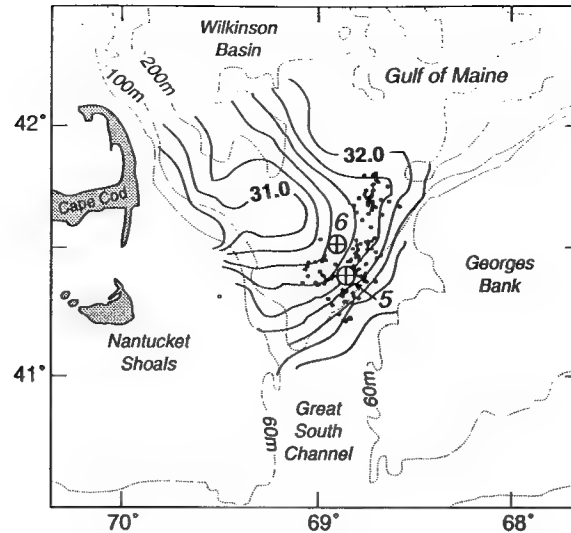 Wilkinson
Basin
Gulf of Maine
200m
100m
42°
32.0
31.0
Cape Cod
6
5
Georges
Bank
Nantucket
Shoals
41°
Great
South
Channel
60m
60m
70°
69°
68°